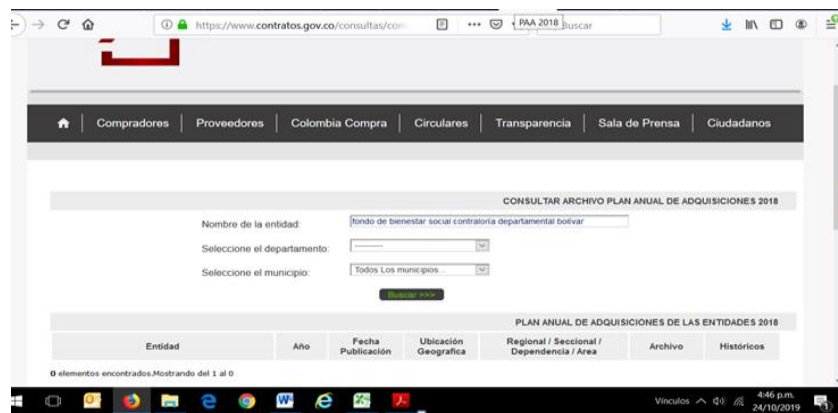 https://www.contratos.gov.co/consultas/con
PAA 2018
Buscar
Compradores Proveedores Colombia Compra Circulares Transparencia Sala de Prensa Ciudadanos
CONSULTAR ARCHIVO PLAN ANUAL DE ADQUISICIONES 2018
Nombre de la entidad: fondo de bienestar social contraloría departamental bolívar
Seleccione el departamento: ----------
Seleccione el municipio: Todos Los municipios...
Buscar >>>
PLAN ANUAL DE ADQUISICIONES DE LAS ENTIDADES 2018
Entidad Año Fecha Publicación Ubicación Geografica Regional / Seccional / Dependencia / Area Archivo Históricos
0 elementos encontrados.Mostrando del 1 al 0
Vínculos 4:46 p.m.
24/10/2019